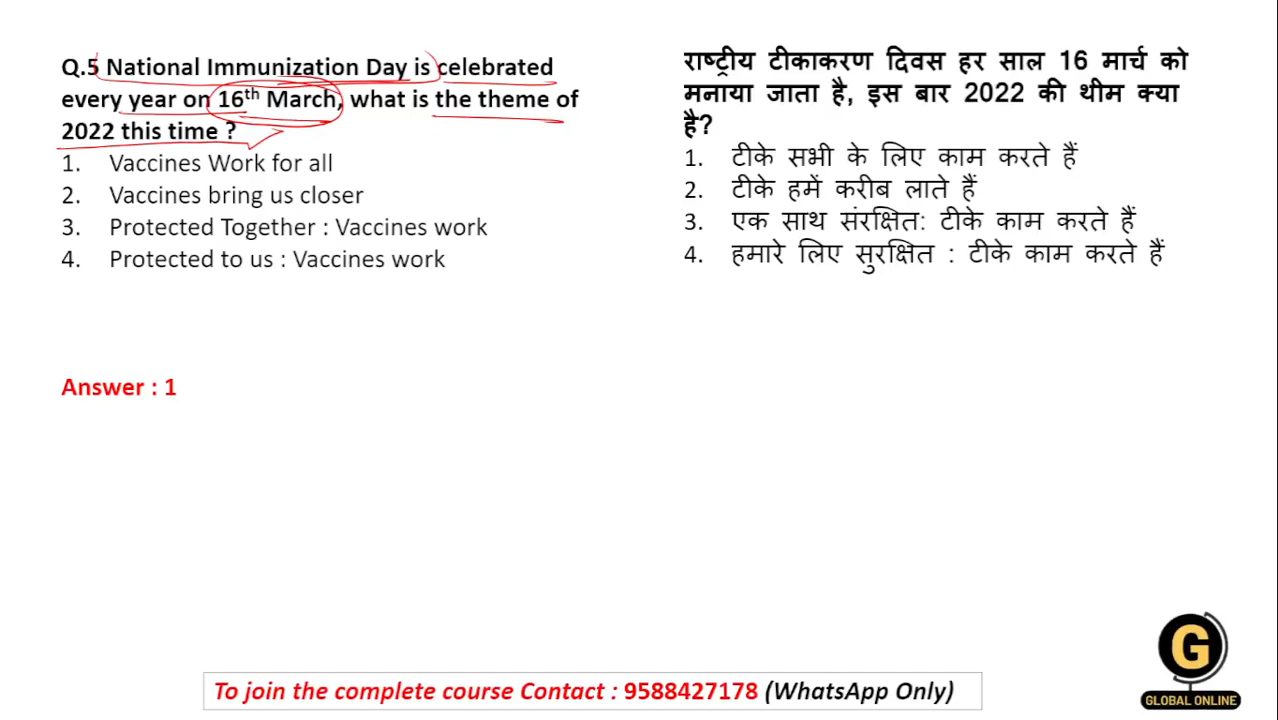 Q.5 National Immunization Day is celebrated
every year on 16th March, what is the theme of
2022 this time ?
1. Vaccines Work for all
2. Vaccines bring us closer
3. Protected Together : Vaccines work
4. Protected to us : Vaccines work
Answer : 1
राष्ट्रीय टीकाकरण दिवस हर साल 16 मार्च को
मनाया जाता है, इस बार 2022 की थीम क्या
है?
1. टीके सभी के लिए काम करते हैं
2. टीके हमें करीब लाते हैं
3. एक साथ संरक्षित: टीके काम करते हैं
4. हमारे लिए सुरक्षित : टीके काम करते हैं
To join the complete course Contact : 9588427178 (WhatsApp Only)
G
GLOBAL ONLINE